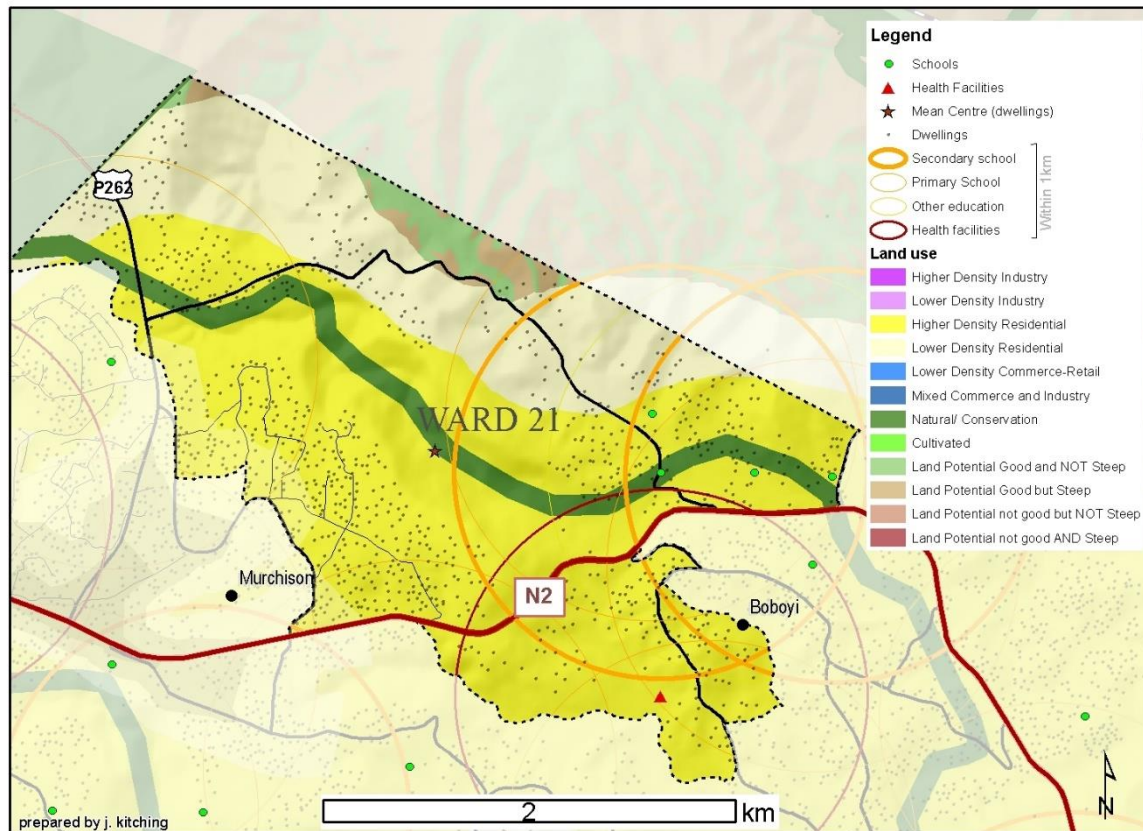 Legend
Schools
Health Facilities
Mean Centre (dwellings)
Dwellings
Secondary school
Primary School
Other education
Health facilities
Within 1km
Land use
Higher Density Industry
Lower Density Industry
Higher Density Residential
Lower Density Residential
Lower Density Commerce-Retail
Mixed Commerce and Industry
Natural/ Conservation
Cultivated
Land Potential Good and NOT Steep
Land Potential Good but Steep
Land Potential not good but NOT Steep
Land Potential not good AND Steep
P262
WARD 21
Murchison
N2
Boboyi
2
km
N
prepared by j. kitching